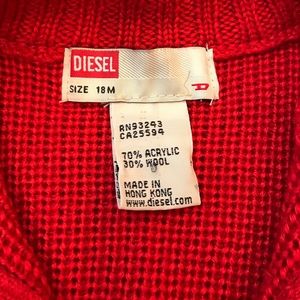 DIESEL
SIZE 18M
RN93243
CA25594
70% ACRYLIC
30% WOOL
MADE IN
HONG KONG
www.diesel.com